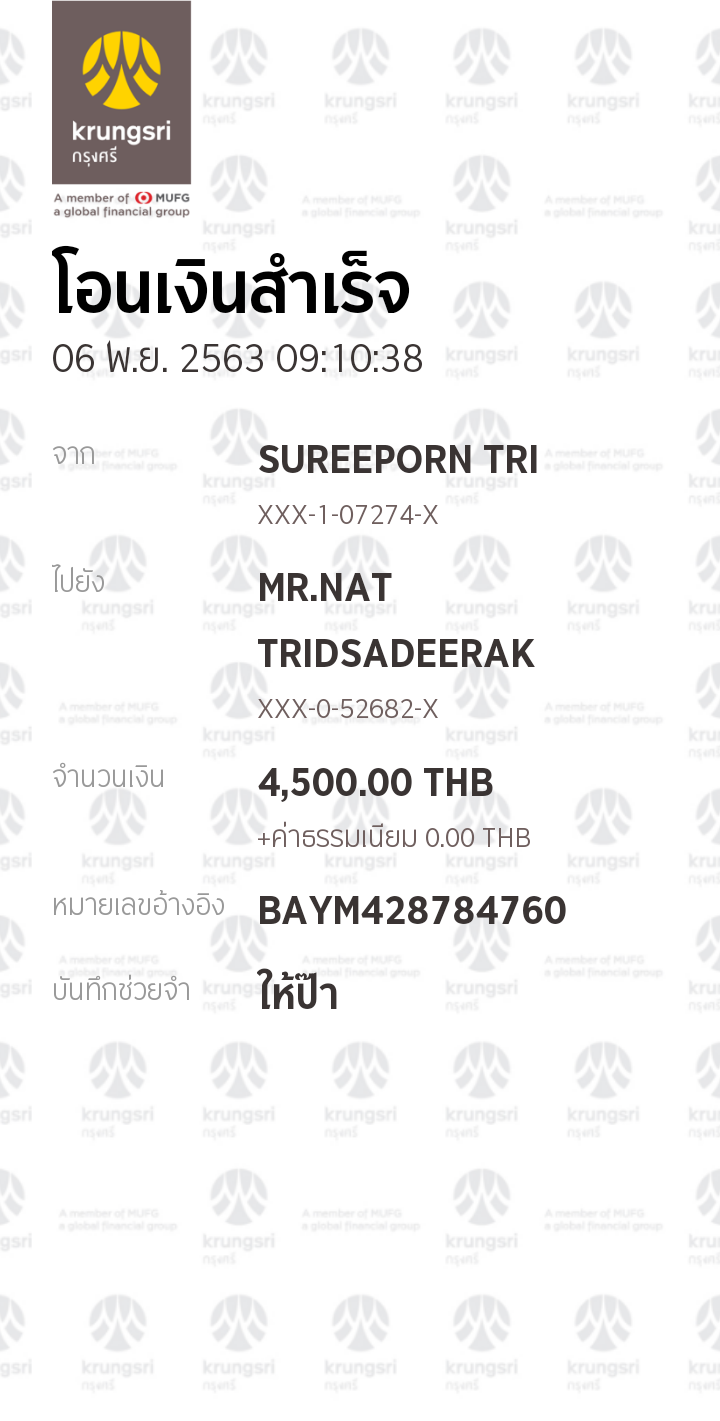 krungsri
กรุงศรี
A member of MUFG
a global financial group
โอนเงินสำเร็จ
06 พ.ย. 2563 09:10:38
จาก
SUREEPORN TRI
XXX-1-07274-X
ไปยัง
MR.NAT
TRIDSADEERAK
XXX-0-52682-X
จำนวนเงิน
4,500.00 THB
+ค่าธรรมเนียม 0.00 THB
หมายเลขอ้างอิง
BAYM428784760
บันทึกช่วยจำ
ให้ป๊า